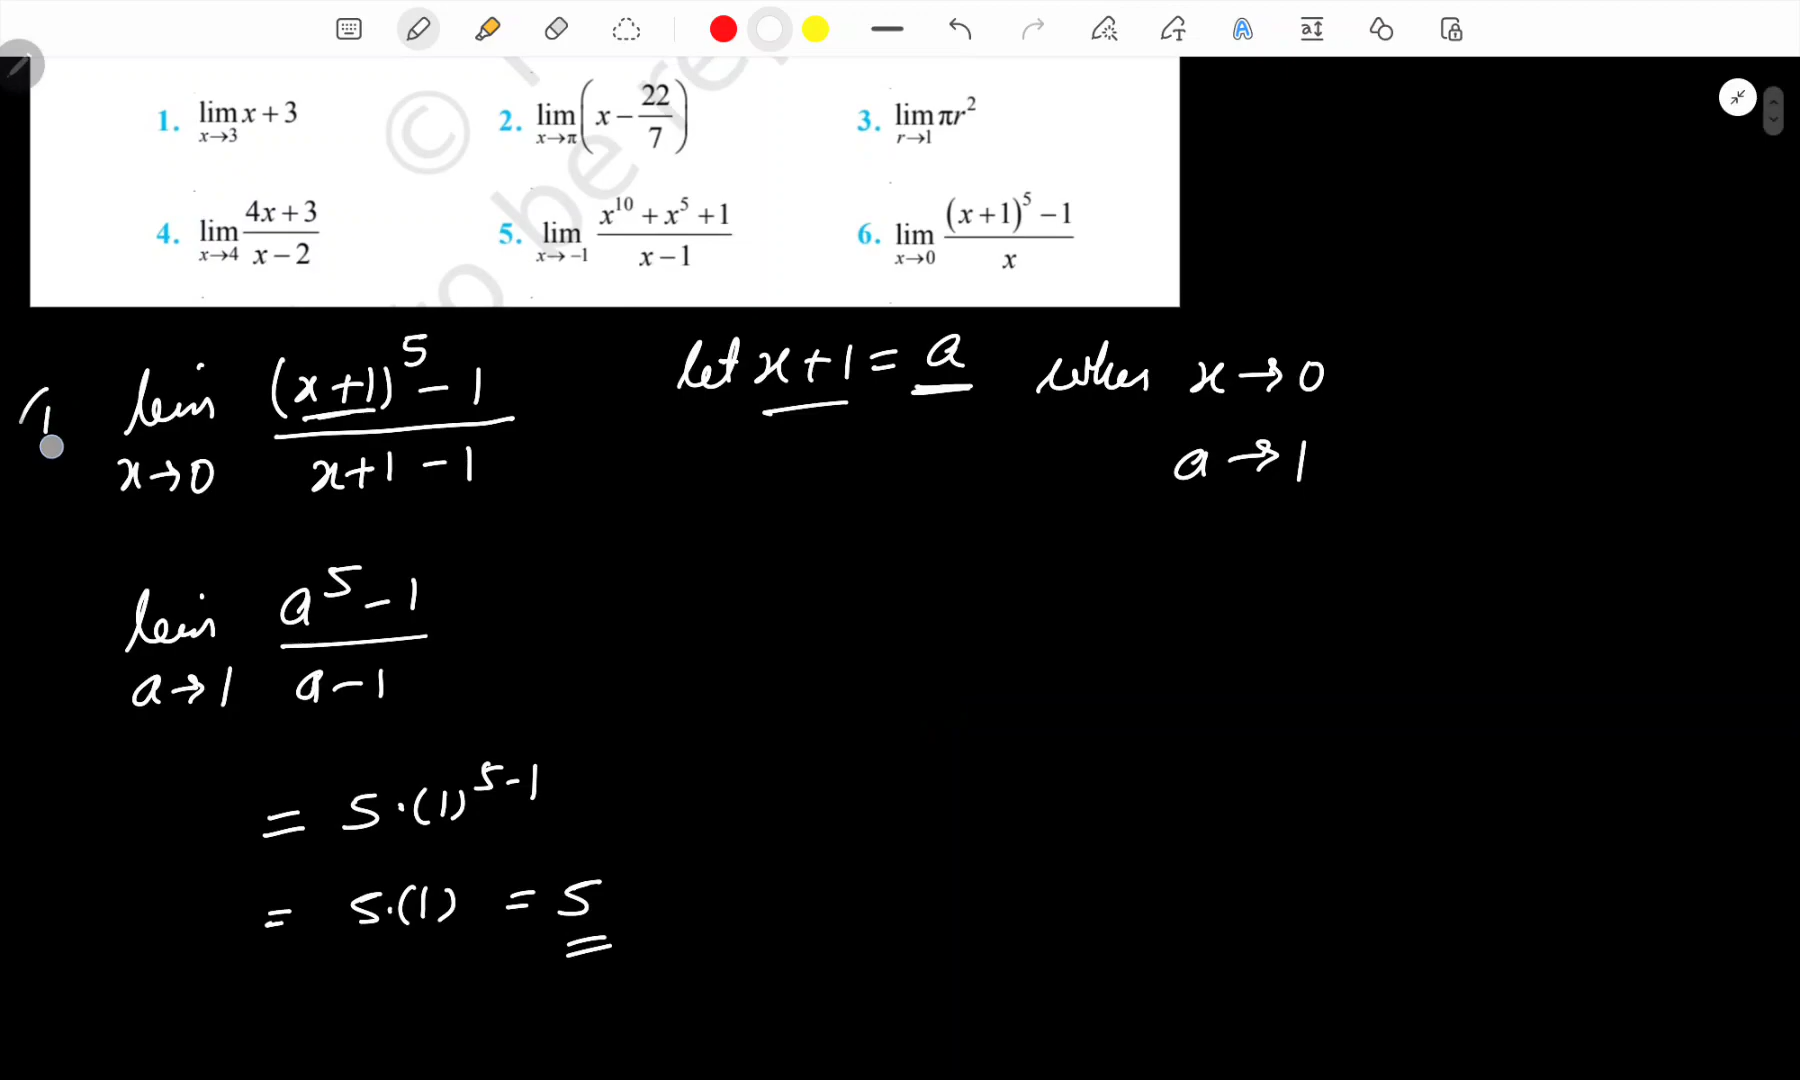 1. lim x→3 x + 3
2. lim x→π (x − 22/7)
3. lim r→1 πr²
4. lim x→4 (4x + 3)/(x − 2)
5. lim x→ −1 (x¹⁰ + x⁵ + 1)/(x − 1)
6. lim x→0 ((x + 1)⁵ − 1)/x
©
o be re
lim x→0 ((x+1)⁵ − 1)/(x+1 − 1) let x+1 = a when x → 0
a → 1
lim a→1 (a⁵ − 1)/(a − 1)
= 5·(1)⁵⁻¹
= 5·(1) = 5